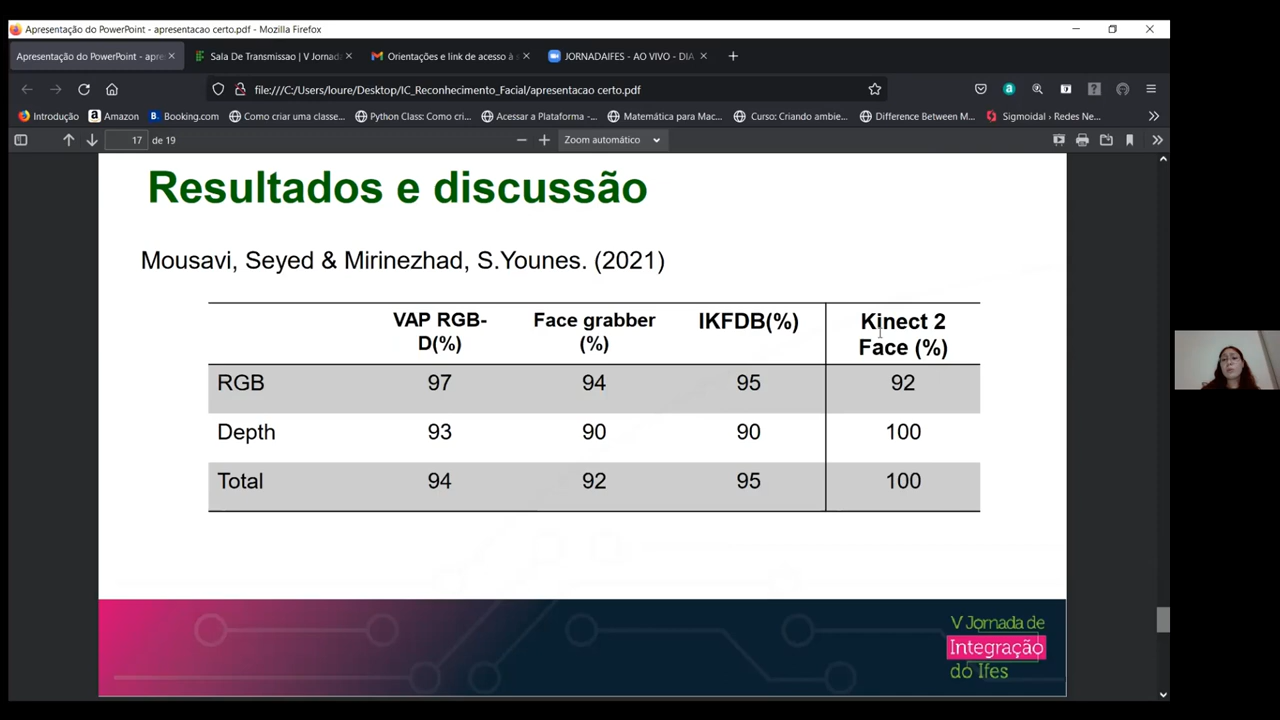 Apresentação do PowerPoint - apresentacao certo.pdf - Mozilla Firefox
Apresentação do PowerPoint - apre
Sala De Transmissao | V Jornada
Orientações e link de acesso à s
JORNADAIFES - AO VIVO - DIA
file:///C:/Users/loure/Desktop/IC_Reconhecimento_Facial/apresentacao certo.pdf
Introdução
Amazon
Booking.com
Como criar uma classe...
Python Class: Como cri...
Acessar a Plataforma -...
Matemática para Mac...
Curso: Criando ambie...
Difference Between M...
Sigmoidal › Redes Ne...
17 de 19
Zoom automático
Resultados e discussão
Mousavi, Seyed & Mirinezhad, S.Younes. (2021)
VAP RGB-
D(%)
Face grabber
(%)
IKFDB(%)
Kinect 2
Face (%)
RGB 97 94 95 92
Depth 93 90 90 100
Total 94 92 95 100
V Jornada de
Integração
do Ifes